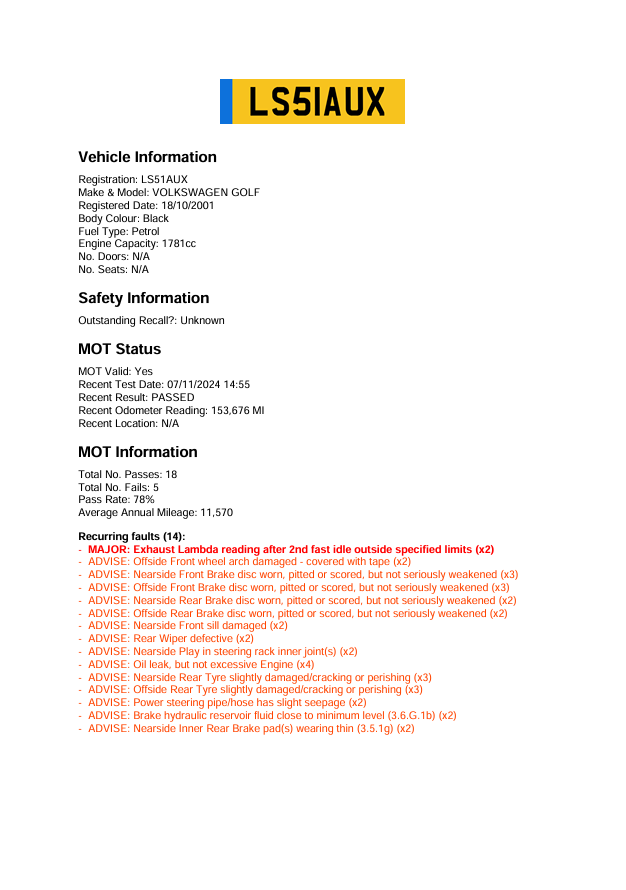 LS51AUX
Vehicle Information
Registration: LS51AUX
Make & Model: VOLKSWAGEN GOLF
Registered Date: 18/10/2001
Body Colour: Black
Fuel Type: Petrol
Engine Capacity: 1781cc
No. Doors: N/A
No. Seats: N/A
Safety Information
Outstanding Recall?: Unknown
MOT Status
MOT Valid: Yes
Recent Test Date: 07/11/2024 14:55
Recent Result: PASSED
Recent Odometer Reading: 153,676 MI
Recent Location: N/A
MOT Information
Total No. Passes: 18
Total No. Fails: 5
Pass Rate: 78%
Average Annual Mileage: 11,570
Recurring faults (14):
- MAJOR: Exhaust Lambda reading after 2nd fast idle outside specified limits (x2)
- ADVISE: Offside Front wheel arch damaged - covered with tape (x2)
- ADVISE: Nearside Front Brake disc worn, pitted or scored, but not seriously weakened (x3)
- ADVISE: Offside Front Brake disc worn, pitted or scored, but not seriously weakened (x3)
- ADVISE: Nearside Rear Brake disc worn, pitted or scored, but not seriously weakened (x2)
- ADVISE: Offside Rear Brake disc worn, pitted or scored, but not seriously weakened (x2)
- ADVISE: Nearside Front sill damaged (x2)
- ADVISE: Rear Wiper defective (x2)
- ADVISE: Nearside Play in steering rack inner joint(s) (x2)
- ADVISE: Oil leak, but not excessive Engine (x4)
- ADVISE: Nearside Rear Tyre slightly damaged/cracking or perishing (x3)
- ADVISE: Offside Rear Tyre slightly damaged/cracking or perishing (x3)
- ADVISE: Power steering pipe/hose has slight seepage (x2)
- ADVISE: Brake hydraulic reservoir fluid close to minimum level (3.6.G.1b) (x2)
- ADVISE: Nearside Inner Rear Brake pad(s) wearing thin (3.5.1g) (x2)